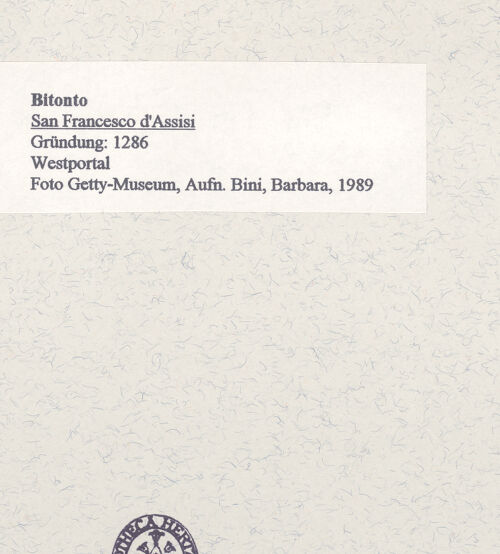 Bitonto
San Francesco d'Assisi
Gründung: 1286
Westportal
Foto Getty-Museum, Aufn. Bini, Barbara, 1989